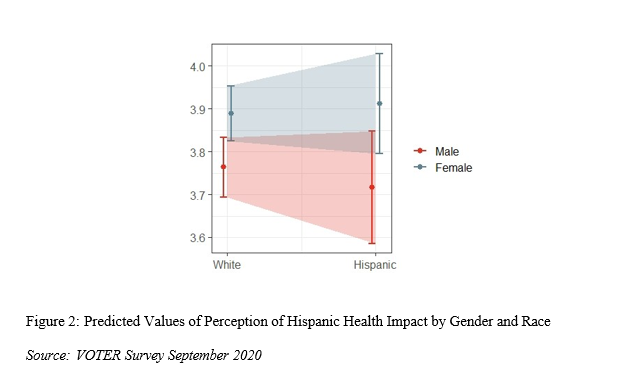 4.0
3.9
3.8
3.7
3.6
White
Hispanic
Male
Female
Figure 2: Predicted Values of Perception of Hispanic Health Impact by Gender and Race
Source: VOTER Survey September 2020